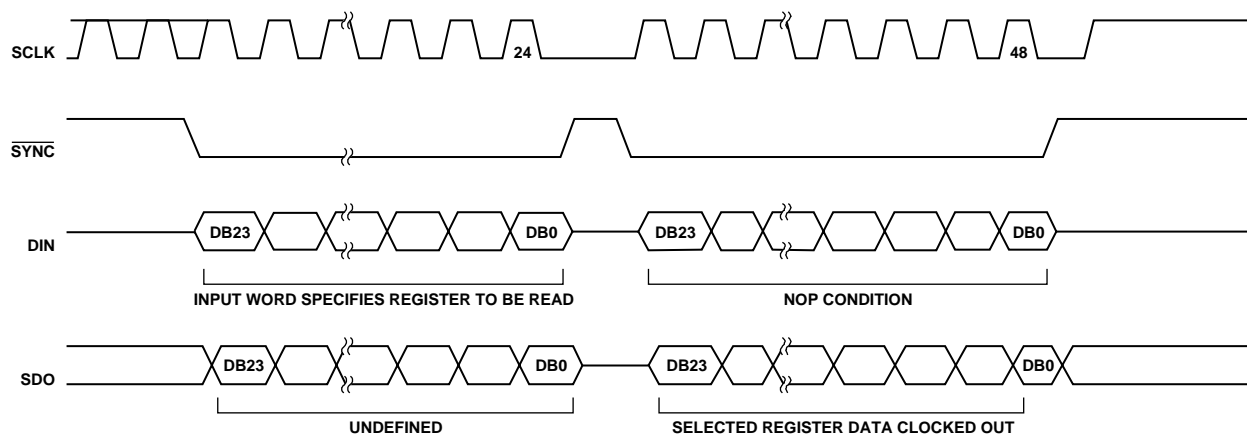 SCLK
24
48
SYNC
DIN
DB23
DB0
DB23
DB0
INPUT WORD SPECIFIES REGISTER TO BE READ
NOP CONDITION
SDO
DB23
DB0
DB23
DB0
UNDEFINED
SELECTED REGISTER DATA CLOCKED OUT